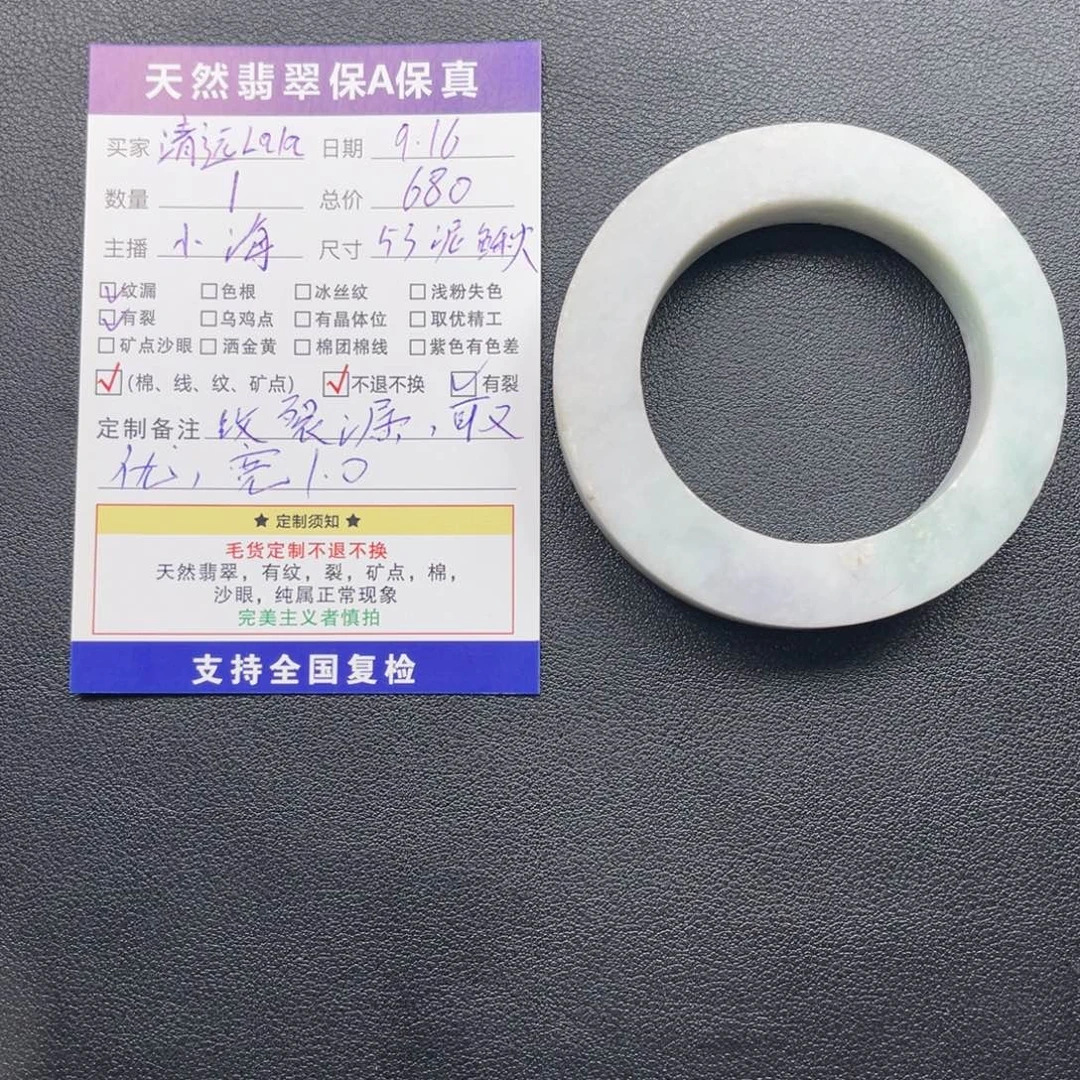 天然翡翠保A保真
买家 清远Lala 日期 9.16
数量 1 总价 680
主播 小海 尺寸 53泥鳅尖
纹漏 色根 冰丝纹 浅粉失色
有裂 乌鸡点 有晶体位 取优精工
矿点沙眼 洒金黄 棉团棉线 紫色有色差
(棉、线、纹、矿点) 不退不换 有裂
定制备注 纹裂漏,取
优,宽1.0
★ 定制须知 ★
毛货定制不退不换
天然翡翠,有纹,裂,矿点,棉,
沙眼,纯属正常现象
完美主义者慎拍
支持全国复检